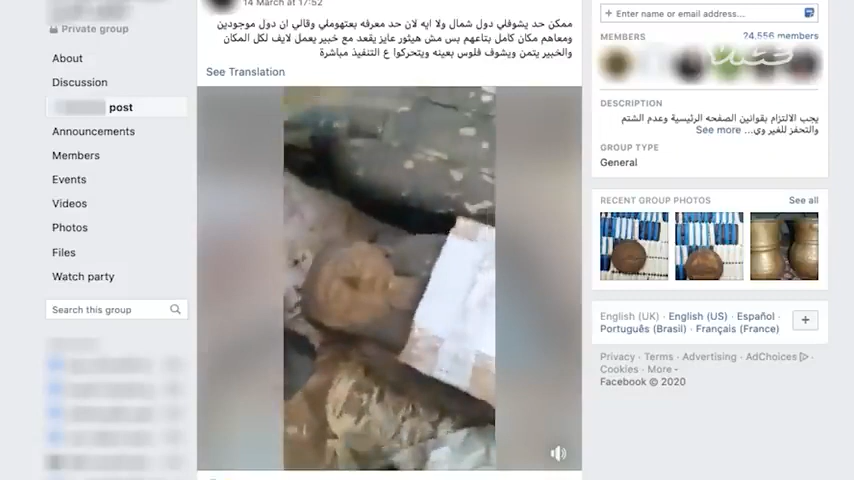 Private group
About
Discussion
post
Announcements
Members
Events
Videos
Photos
Files
Watch party
Search this group
14 March at 17:52
ممكن حد يشوفلي دول شمال ولا ايه لان حد معرفه بعتهوملي وقالي ان دول موجودين
ومعاهم مكان كامل بتاعهم بس مش هيتور عايز يقعد مع خبير يعمل لايف لكل المكان
والخبير يتمن ويشوف فلوس بعينه ويتحركوا ع التنفيذ مباشرة
See Translation
+ Enter name or email address...
MEMBERS
24,556 members
VICE
DESCRIPTION
يجب الالتزام بقوانين الصفحه الرئيسية وعدم الشتم
والتحفز للغير وي... See more
GROUP TYPE
General
RECENT GROUP PHOTOS
See all
English (UK) · English (US) · Español ·
Português (Brasil) · Français (France)
+
Privacy · Terms · Advertising · AdChoices ·
Cookies · More
Facebook © 2020